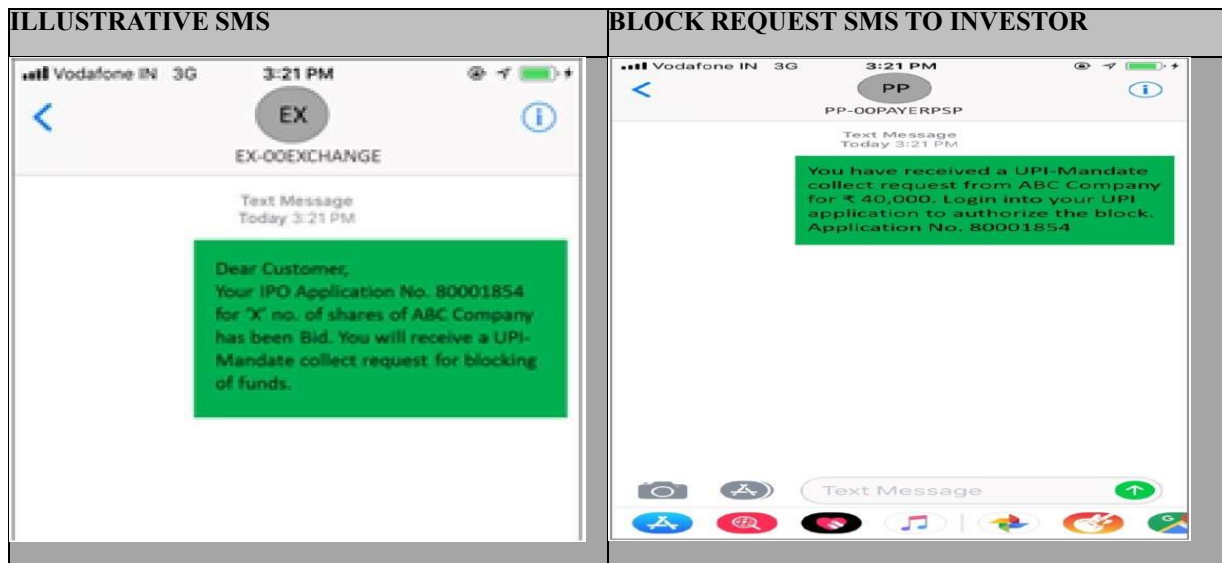 ILLUSTRATIVE SMS
Vodafone IN 3G 3:21 PM
EX
EX-OOEXCHANGE
Text Message
Today 3:21 PM
Dear Customer,
Your IPO Application No. 80001854
for 'X' no. of shares of ABC Company
has been Bid. You will receive a UPI-
Mandate collect request for blocking
of funds.
BLOCK REQUEST SMS TO INVESTOR
Vodafone IN 3G 3:21 PM
PP
PP-OOPAYERPSP
Text Message
Today 3:21 PM
You have received a UPI-Mandate
collect request from ABC Company
for ₹ 40,000. Login into your UPI
application to authorize the block.
Application No. 80001854
Text Message